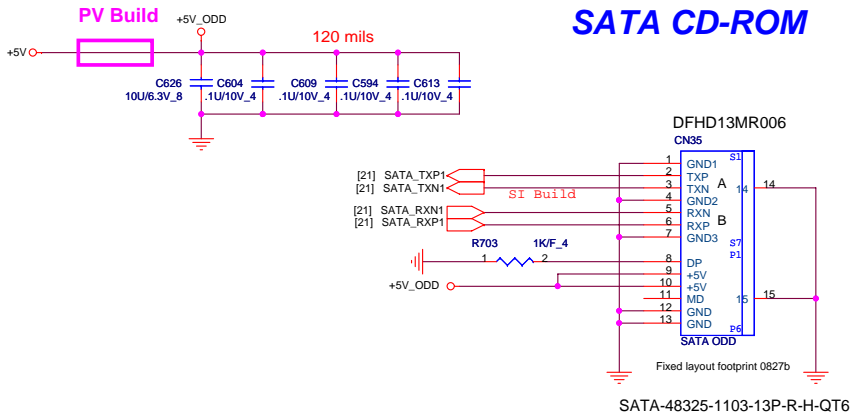 PV Build
+5V_ODD
SATA CD-ROM
+5V
120 mils
C626 C604 C609 C594 C613
10U/6.3V_8 .1U/10V_4 .1U/10V_4 .1U/10V_4 .1U/10V_4
DFHD13MR006
CN35
1 GND1 S1
[21] SATA_TXP1 2 TXP
A
[21] SATA_TXN1 3 TXN 14 14
SI Build
4 GND2
[21] SATA_RXN1 5 RXN
B
[21] SATA_RXP1 6 RXP
7 GND3 S7
R703 1K/F_4
P1
1 2 8 DP
9 +5V
+5V_ODD 10 +5V
11 MD 15 15
12 GND
13 GND P6
SATA ODD
Fixed layout footprint 0827b
SATA-48325-1103-13P-R-H-QT6